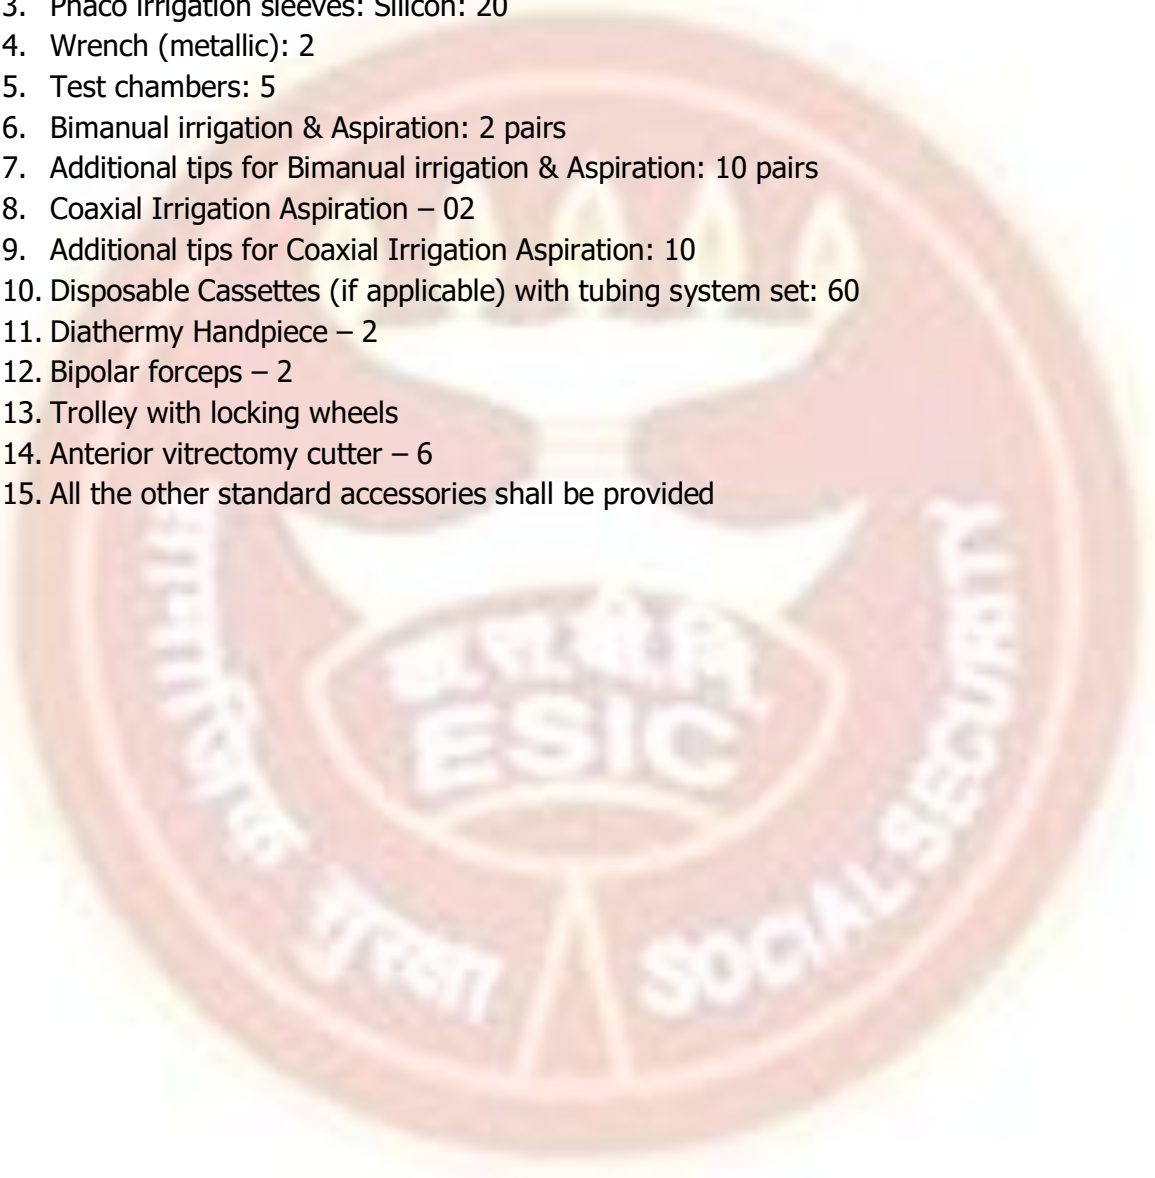 3. Phaco irrigation sleeves: Silicon: 20
4. Wrench (metallic): 2
5. Test chambers: 5
6. Bimanual irrigation & Aspiration: 2 pairs
7. Additional tips for Bimanual irrigation & Aspiration: 10 pairs
8. Coaxial Irrigation Aspiration – 02
9. Additional tips for Coaxial Irrigation Aspiration: 10
10. Disposable Cassettes (if applicable) with tubing system set: 60
11. Diathermy Handpiece – 2
12. Bipolar forceps – 2
13. Trolley with locking wheels
14. Anterior vitrectomy cutter – 6
15. All the other standard accessories shall be provided
क.रा.बी.नि
ESIC
सामाजिक सुरक्षा
SOCIAL SECURITY